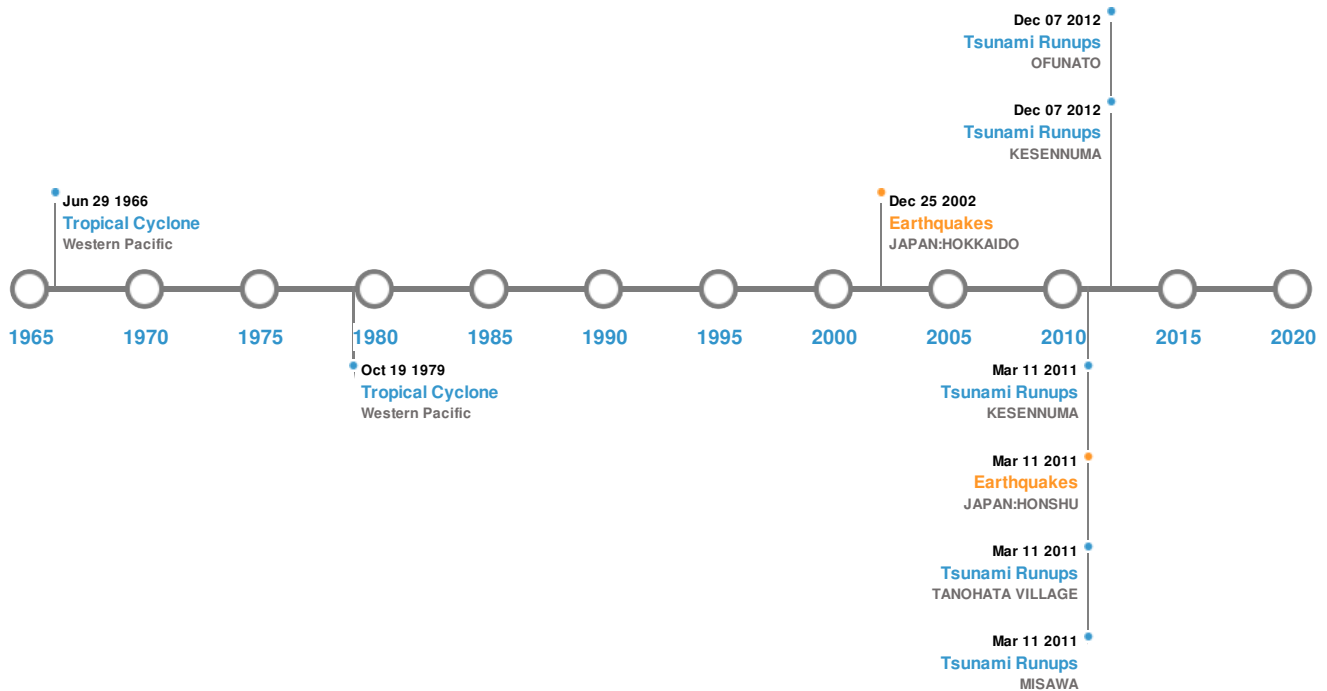 Dec 07 2012
Tsunami Runups
OFUNATO
Dec 07 2012
Tsunami Runups
KESENNUMA
Jun 29 1966
Tropical Cyclone
Western Pacific
Dec 25 2002
Earthquakes
JAPAN:HOKKAIDO
1965 1970 1975 1980 1985 1990 1995 2000 2005 2010 2015 2020
Oct 19 1979
Tropical Cyclone
Western Pacific
Mar 11 2011
Tsunami Runups
KESENNUMA
Mar 11 2011
Earthquakes
JAPAN:HONSHU
Mar 11 2011
Tsunami Runups
TANOHATA VILLAGE
Mar 11 2011
Tsunami Runups
MISAWA